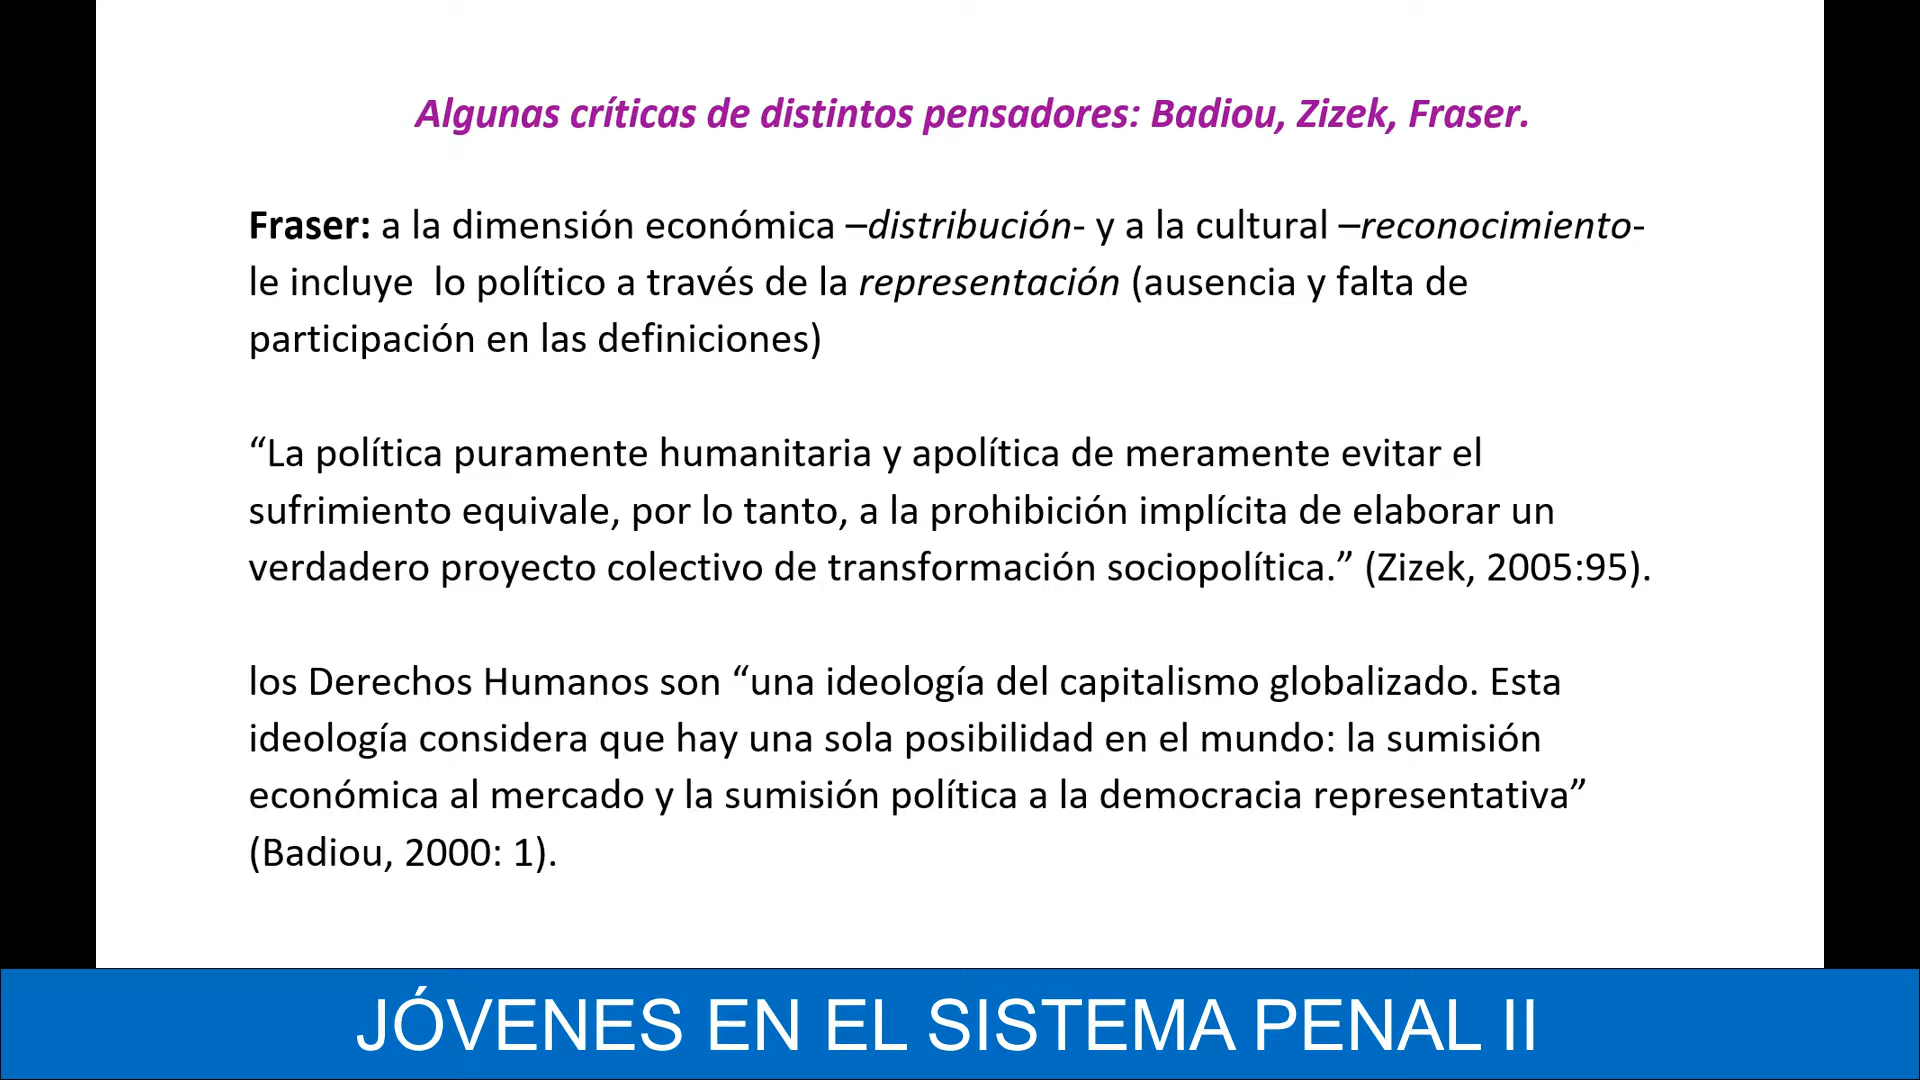 Algunas críticas de distintos pensadores: Badiou, Zizek, Fraser.
Fraser: a la dimensión económica –distribución- y a la cultural –reconocimiento-
le incluye  lo político a través de la representación (ausencia y falta de
participación en las definiciones)
“La política puramente humanitaria y apolítica de meramente evitar el
sufrimiento equivale, por lo tanto, a la prohibición implícita de elaborar un
verdadero proyecto colectivo de transformación sociopolítica.” (Zizek, 2005:95).
los Derechos Humanos son “una ideología del capitalismo globalizado. Esta
ideología considera que hay una sola posibilidad en el mundo: la sumisión
económica al mercado y la sumisión política a la democracia representativa”
(Badiou, 2000: 1).
JÓVENES EN EL SISTEMA PENAL II